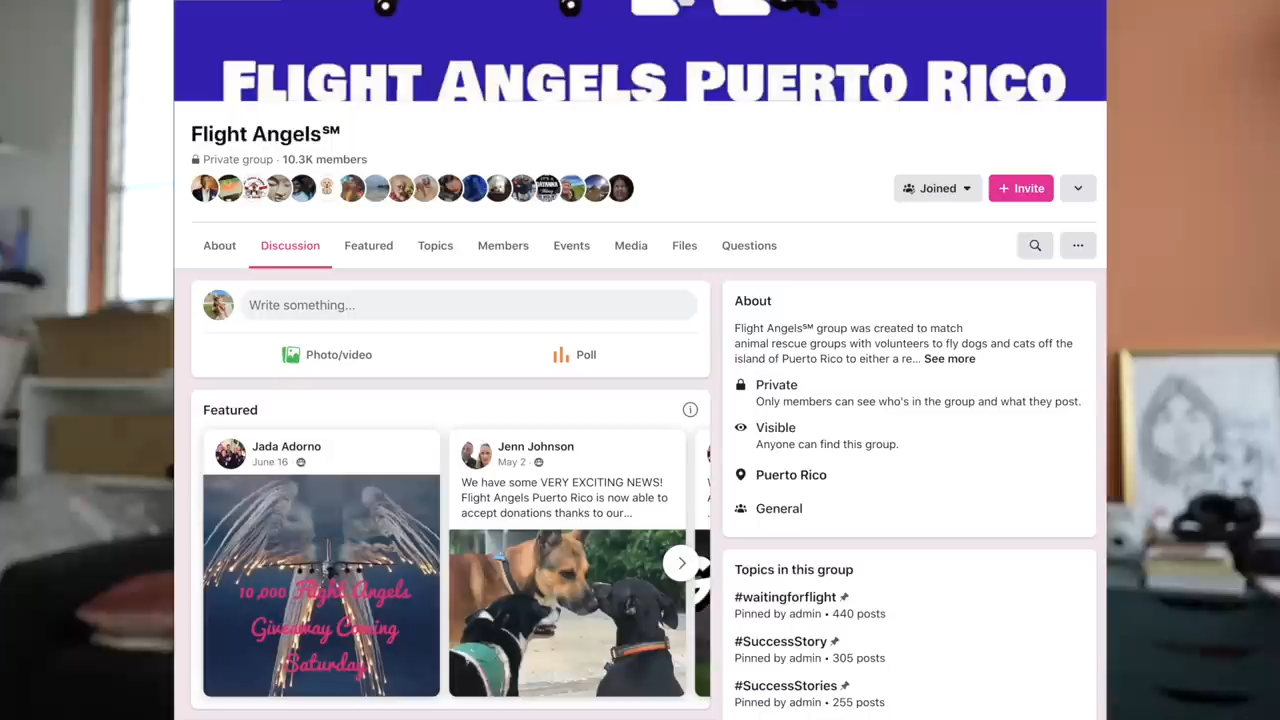 FLIGHT ANGELS PUERTO RICO
Flight Angels℠
Private group · 10.3K members
Joined
+ Invite
About
Discussion
Featured
Topics
Members
Events
Media
Files
Questions
Write something...
Photo/video
Poll
Featured
Jada Adorno
June 16 ·
10,000 Flight Angels
Giveaway Coming
Saturday
Jenn Johnson
May 2 ·
We have some VERY EXCITING NEWS!
Flight Angels Puerto Rico is now able to
accept donations thanks to our...
About
Flight Angels℠ group was created to match
animal rescue groups with volunteers to fly dogs and cats off the
island of Puerto Rico to either a re... See more
Private
Only members can see who's in the group and what they post.
Visible
Anyone can find this group.
Puerto Rico
General
Topics in this group
#waitingforflight
Pinned by admin • 440 posts
#SuccessStory
Pinned by admin • 305 posts
#SuccessStories
Pinned by admin • 255 posts